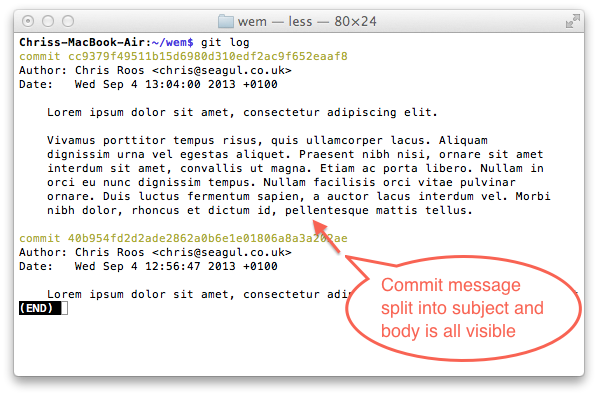 wem — less — 80×24
Chriss-MacBook-Air:~/wem$ git log
commit cc9379f49511b15d6980d310edf2ac9f652eaaf8
Author: Chris Roos <chris@seagul.co.uk>
Date:   Wed Sep 4 13:04:00 2013 +0100
Lorem ipsum dolor sit amet, consectetur adipiscing elit.
Vivamus porttitor tempus risus, quis ullamcorper lacus. Aliquam
dignissim urna vel egestas aliquet. Praesent nibh nisi, ornare sit amet
interdum sit amet, convallis ut magna. Etiam ac porta libero. Nullam in
orci eu nunc dignissim tempus. Nullam facilisis orci vitae pulvinar
ornare. Duis luctus fermentum sapien, a auctor lacus interdum vel. Morbi
nibh dolor, rhoncus et dictum id, pellentesque mattis tellus.
commit 40b954fd2d2ade2862a0b6e1e01806a8a3a202ae
Author: Chris Roos <chris@seagul.co.uk>
Date:   Wed Sep 4 12:56:47 2013 +0100
Lorem ipsum dolor sit amet, consectetur
(END)
Commit message
split into subject and
body is all visible